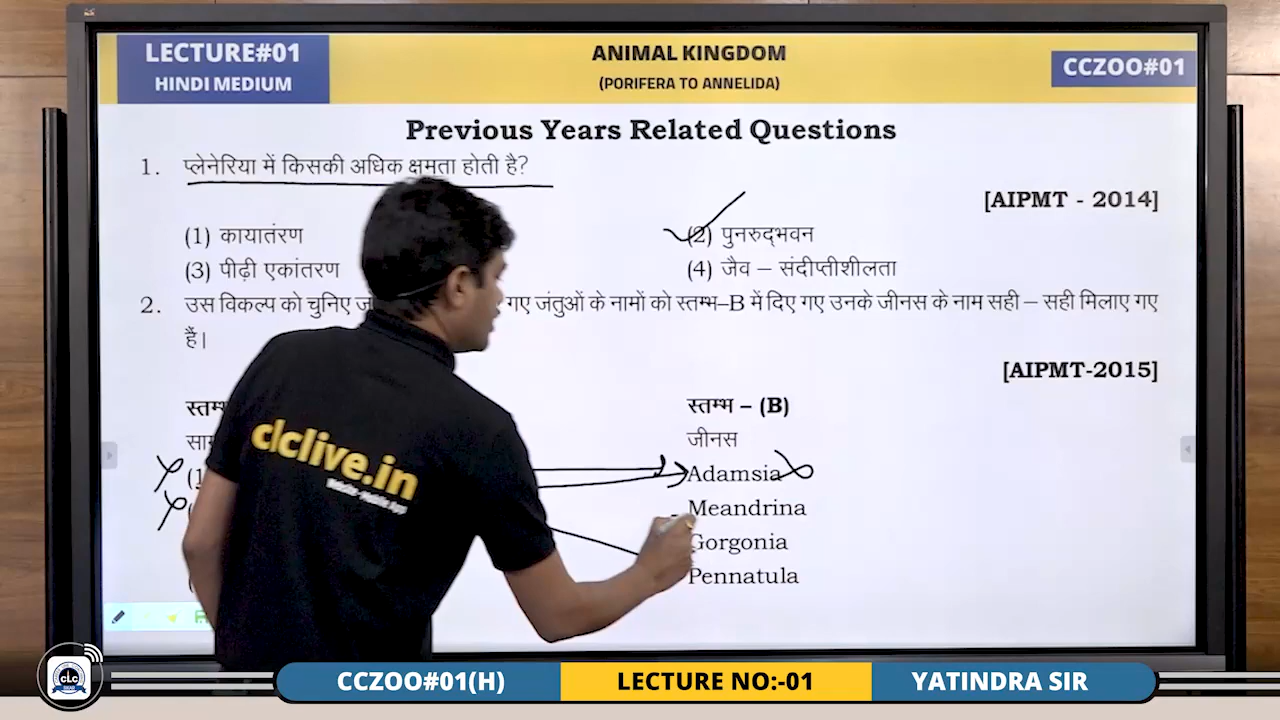 LECTURE#01
HINDI MEDIUM
ANIMAL KINGDOM
(PORIFERA TO ANNELIDA)
CCZOO#01
Previous Years Related Questions
1. प्लेनेरिया में किसकी अधिक क्षमता होती है?
[AIPMT - 2014]
(1) कायातंरण (2) पुनरुद्भवन
(3) पीढ़ी एकांतरण (4) जैव – संदीप्तीशीलता
2. उस विकल्प को चुनिए गए जंतुओं के नामों को स्तम्भ–B में दिए गए उनके जीनस के नाम सही – सही मिलाए गए
हैं।
[AIPMT-2015]
स्तम्भ – (B)
जीनस
Adamsia
Meandrina
Gorgonia
Pennatula
clclive.in
CCZOO#01(H)
LECTURE NO:-01
YATINDRA SIR